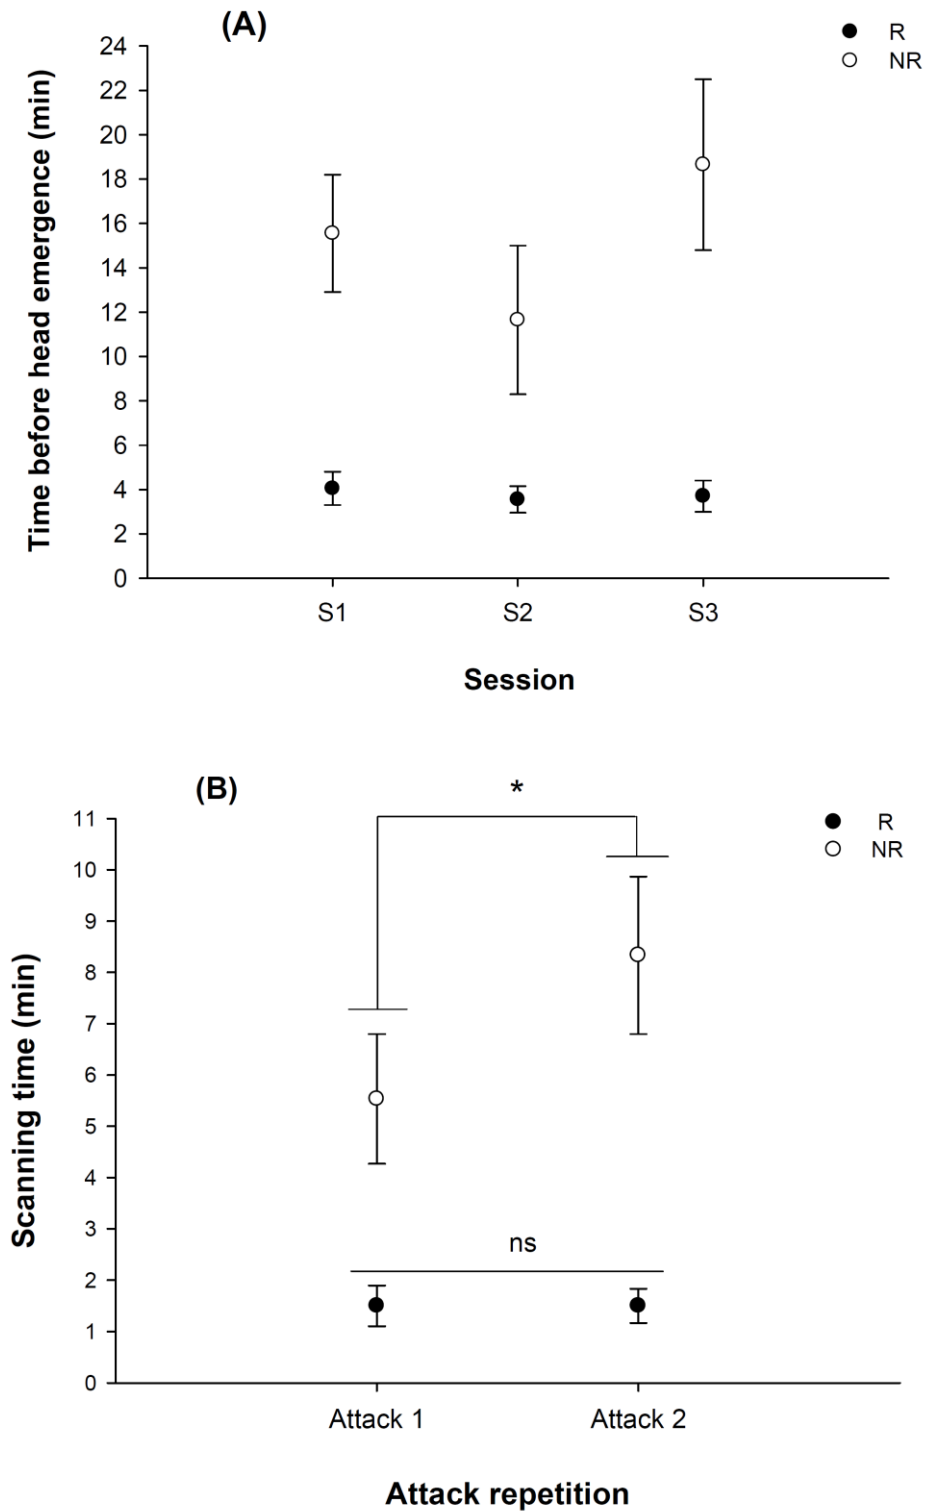 (A)
R
NR
Time before head emergence (min)
24
22
20
18
16
14
12
10
8
6
4
2
0
S1 S2 S3
Session
(B)
*
R
NR
Scanning time (min)
11
10
9
8
7
6
5
4
3
2
1
0
ns
Attack 1 Attack 2
Attack repetition